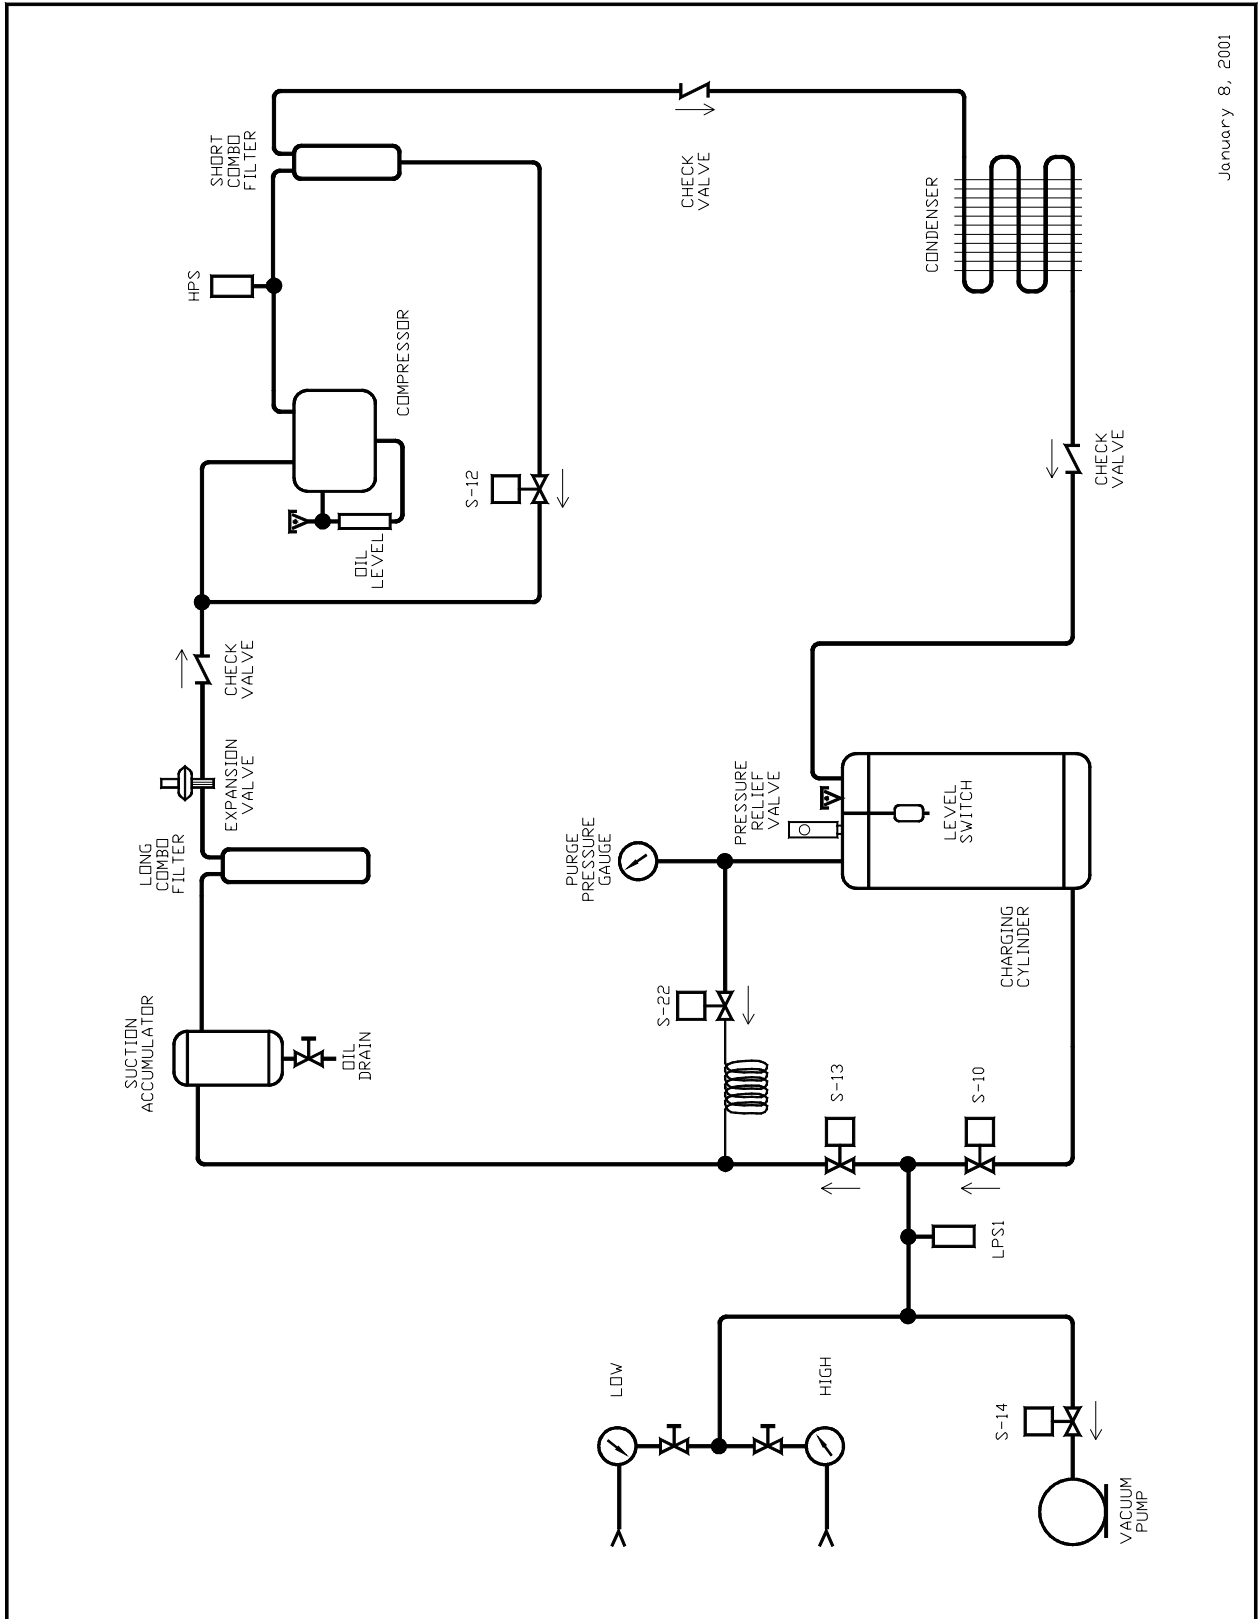 January 8, 2001
SHORT
COMBO
FILTER
CHECK
VALVE
CONDENSER
HPS
COMPRESSOR
S-12
OIL
LEVEL
CHECK
VALVE
CHECK
VALVE
EXPANSION
VALVE
LONG
COMBO
FILTER
PURGE
PRESSURE
GAUGE
PRESSURE
RELIEF
VALVE
LEVEL
SWITCH
CHARGING
CYLINDER
SUCTION
ACCUMULATOR
OIL
DRAIN
S-22
S-13
S-10
LPS1
LOW
HIGH
S-14
VACUUM
PUMP